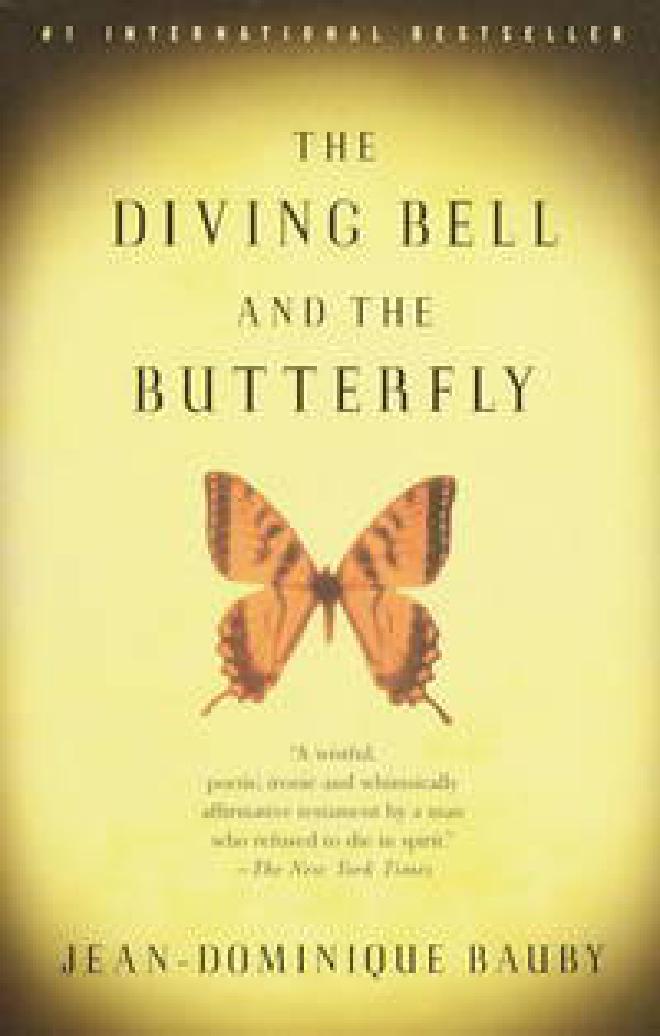 #1 INTERNATIONAL BESTSELLER
THE
DIVING BELL
AND THE
BUTTERFLY
"A wistful,
poetic, ironic and whimsically
affirmative testament by a man
who refused to die in spirit."
–The New York Times
JEAN-DOMINIQUE BAUBY